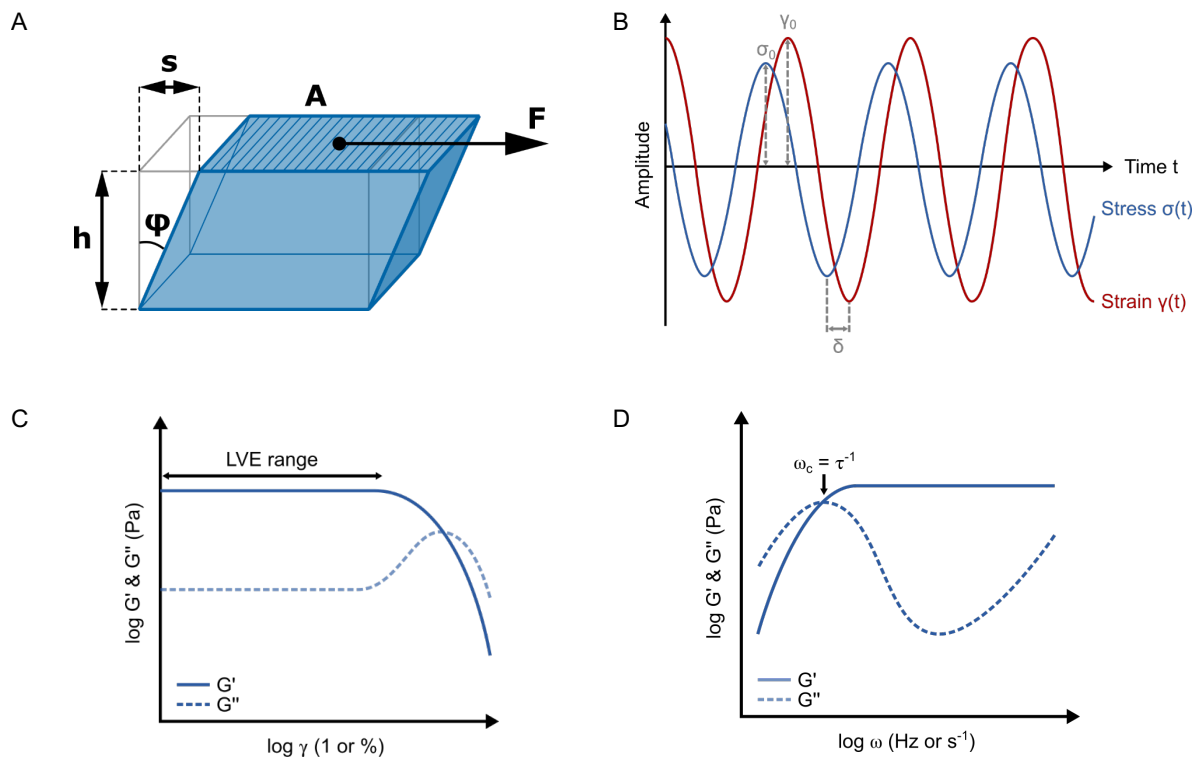 A
s
A
F
h
φ
B
Amplitude
σ0
γ0
Time t
Stress σ(t)
Strain γ(t)
δ
C
LVE range
log G' & G'' (Pa)
G'
G''
log γ (1 or %)
D
ωc = τ-1
log G' & G'' (Pa)
G'
G''
log ω (Hz or s-1)